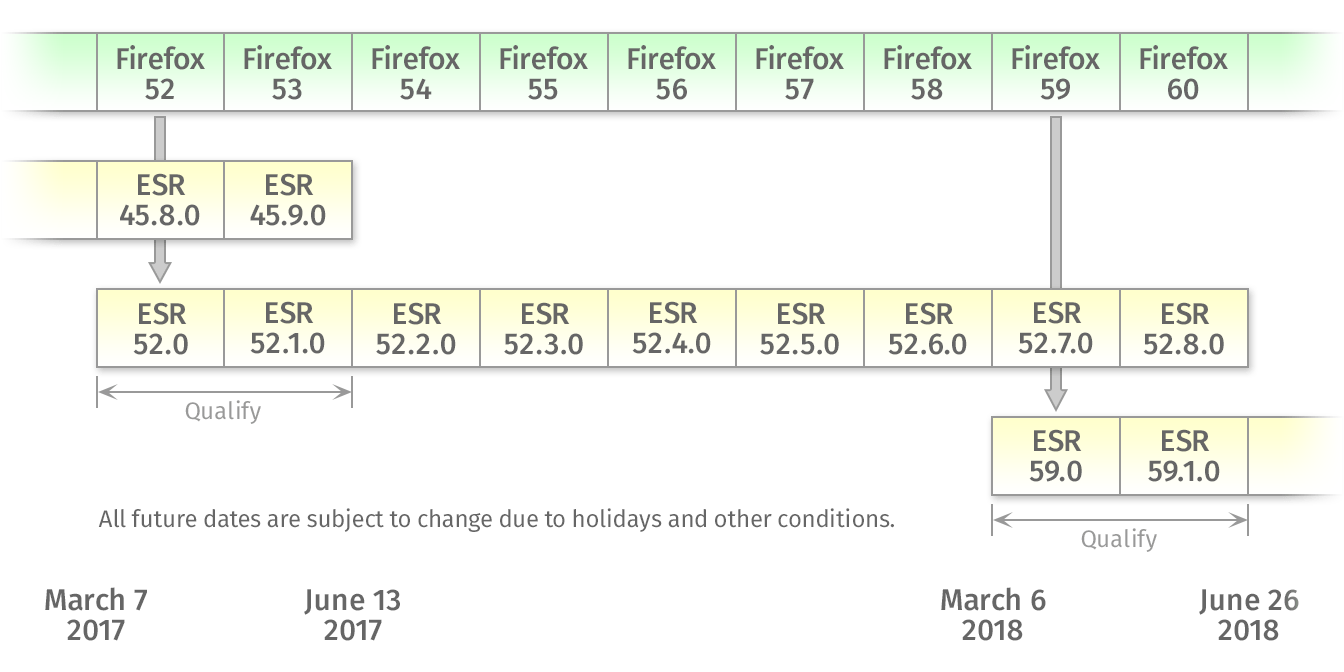 Firefox 52
Firefox 53
Firefox 54
Firefox 55
Firefox 56
Firefox 57
Firefox 58
Firefox 59
Firefox 60
ESR 45.8.0
ESR 45.9.0
ESR 52.0
ESR 52.1.0
ESR 52.2.0
ESR 52.3.0
ESR 52.4.0
ESR 52.5.0
ESR 52.6.0
ESR 52.7.0
ESR 52.8.0
Qualify
ESR 59.0
ESR 59.1.0
All future dates are subject to change due to holidays and other conditions.
Qualify
March 7 2017
June 13 2017
March 6 2018
June 26 2018